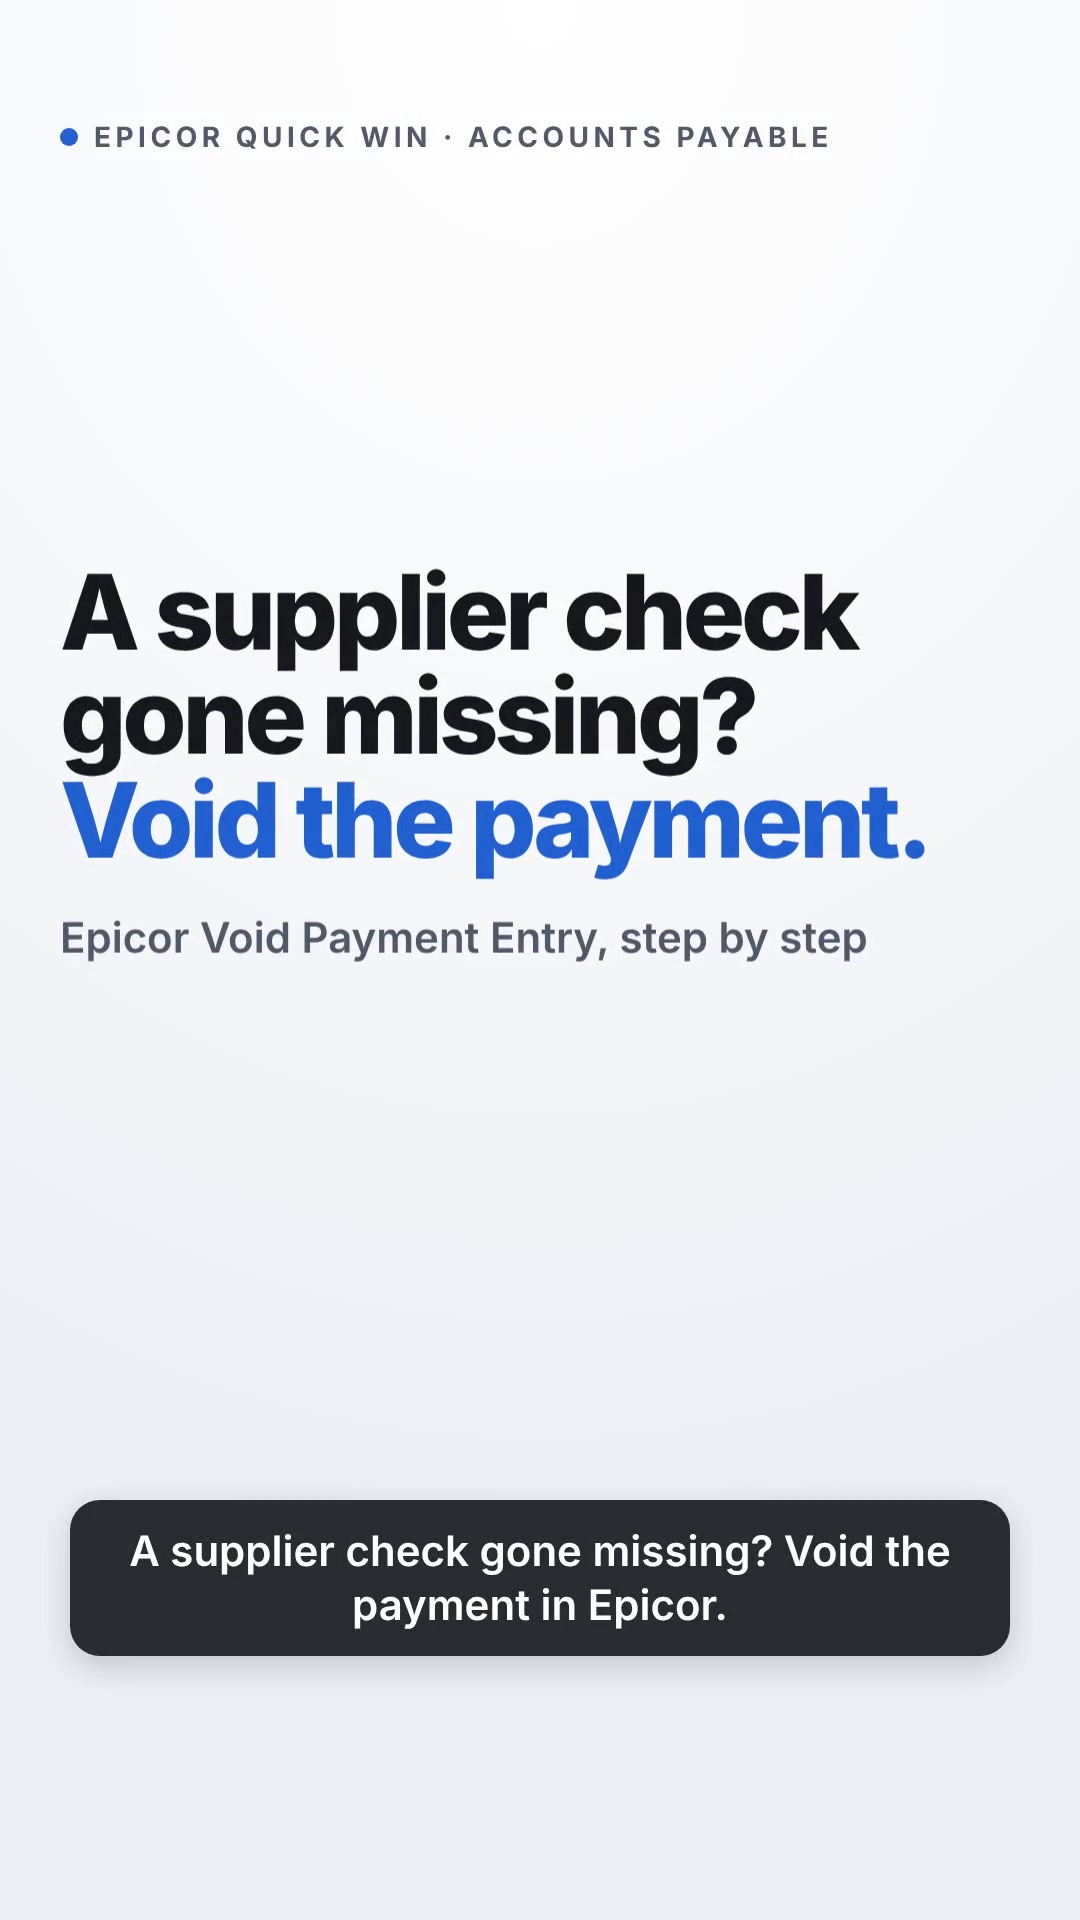 EPICOR QUICK WIN · ACCOUNTS PAYABLE
A supplier check
gone missing?
Void the payment.
Epicor Void Payment Entry, step by step
A supplier check gone missing? Void the
payment in Epicor.